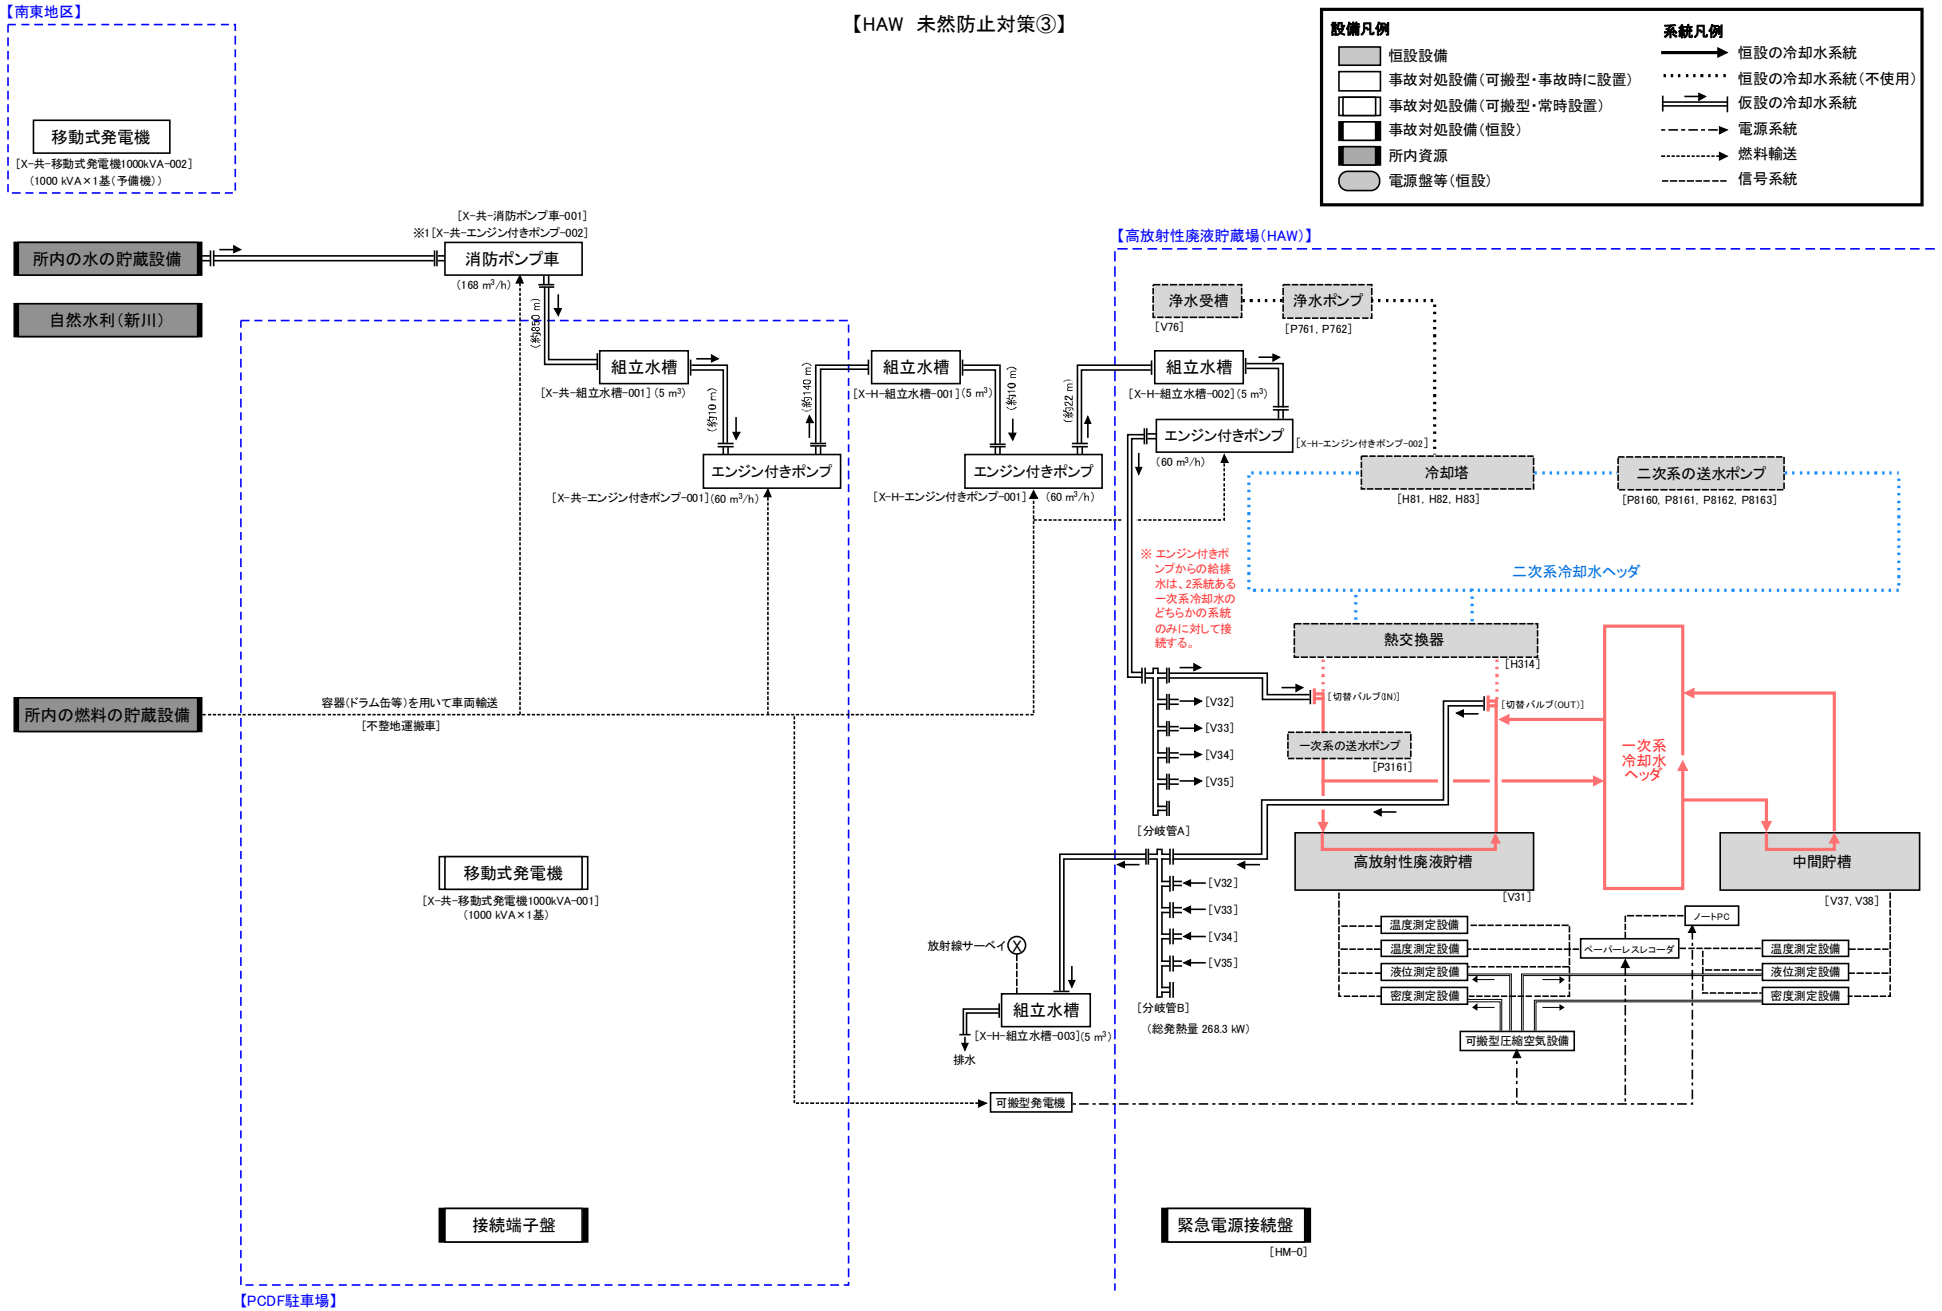 【南東地区】
【HAW 未然防止対策③】
設備凡例
恒設設備
事故対処設備(可搬型・事故時に設置)
事故対処設備(可搬型・常時設置)
事故対処設備(恒設)
所内資源
電源盤等(恒設)
系統凡例
恒設の冷却水系統
恒設の冷却水系統(不使用)
仮設の冷却水系統
電源系統
燃料輸送
信号系統
移動式発電機
[X-共-移動式発電機1000kVA-002]
(1000 kVA×1基(予備機))
[X-共-消防ポンプ車-001]
※1[X-共-エンジン付きポンプ-002]
所内の水の貯蔵設備
消防ポンプ車
(168 m³/h)
自然水利(新川)
(約850 m)
組立水槽
[X-共-組立水槽-001](5 m³)
(約10 m)
エンジン付きポンプ
[X-共-エンジン付きポンプ-001](60 m³/h)
(約140 m)
組立水槽
[X-H-組立水槽-001](5 m³)
(約10 m)
エンジン付きポンプ
[X-H-エンジン付きポンプ-001] (60 m³/h)
(約22 m)
【高放射性廃液貯蔵場(HAW)】
浄水受槽
[V76]
浄水ポンプ
[P761, P762]
組立水槽
[X-H-組立水槽-002](5 m³)
エンジン付きポンプ
[X-H-エンジン付きポンプ-002]
(60 m³/h)
冷却塔
[H81, H82, H83]
二次系の送水ポンプ
[P8160, P8161, P8162, P8163]
※ エンジン付きポ
ンプからの給排
水は、2系統ある
一次系冷却水の
どちらかの系統
のみに対して接
続する。
二次系冷却水ヘッダ
熱交換器
[H314]
[切替バルブ(IN)]
[切替バルブ(OUT)]
所内の燃料の貯蔵設備
容器(ドラム缶等)を用いて車両輸送
[不整地運搬車]
[V32]
[V33]
[V34]
[V35]
[分岐管A]
一次系の送水ポンプ
[P3161]
一次系
冷却水
ヘッダ
高放射性廃液貯槽
[V31]
中間貯槽
[V37, V38]
移動式発電機
[X-共-移動式発電機1000kVA-001]
(1000 kVA×1基)
[V32]
[V33]
[V34]
[V35]
[分岐管B]
(総発熱量 268.3 kW)
放射線サーベイ
X
組立水槽
[X-H-組立水槽-003](5 m³)
排水
温度測定設備
温度測定設備
液位測定設備
密度測定設備
ノートPC
ペーパーレスレコーダ
温度測定設備
液位測定設備
密度測定設備
可搬型圧縮空気設備
可搬型発電機
接続端子盤
緊急電源接続盤
[HM-0]
【PCDF駐車場】